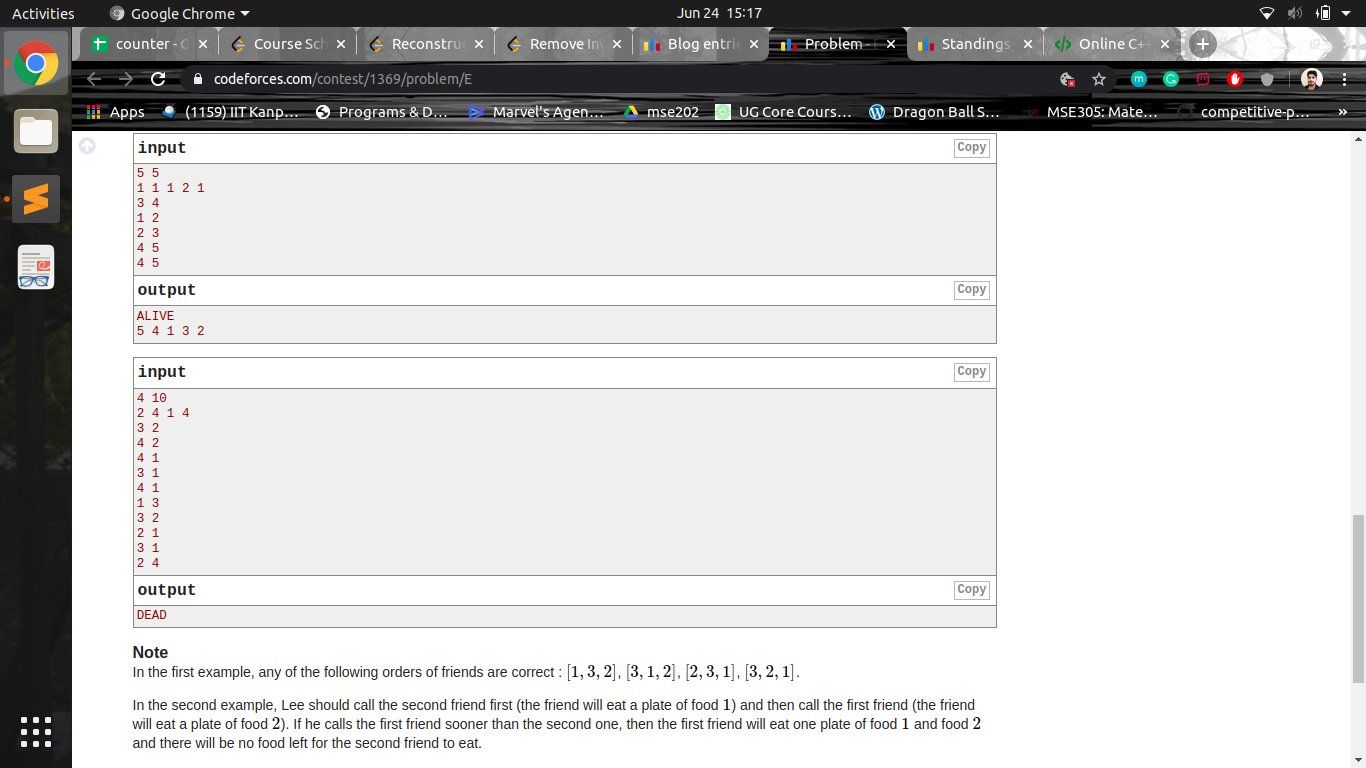 Activities
Google Chrome
Jun 24 15:17
counter - G
Course Sch
Reconstru
Remove In
Blog entrie
Problem -
Standings
Online C++
codeforces.com/contest/1369/problem/E
Apps
(1159) IIT Kanp...
Programs & D...
Marvel's Agen...
mse202
UG Core Cours...
Dragon Ball S...
MSE305: Mate...
competitive-p...
»
input
Copy
5 5
1 1 1 2 1
3 4
1 2
2 3
4 5
4 5
output
Copy
ALIVE
5 4 1 3 2
input
Copy
4 10
2 4 1 4
3 2
4 2
4 1
3 1
4 1
1 3
3 2
2 1
3 1
2 4
output
Copy
DEAD
Note
In the first example, any of the following orders of friends are correct : [1, 3, 2], [3, 1, 2], [2, 3, 1], [3, 2, 1].
In the second example, Lee should call the second friend first (the friend will eat a plate of food 1) and then call the first friend (the friend
will eat a plate of food 2). If he calls the first friend sooner than the second one, then the first friend will eat one plate of food 1 and food 2
and there will be no food left for the second friend to eat.